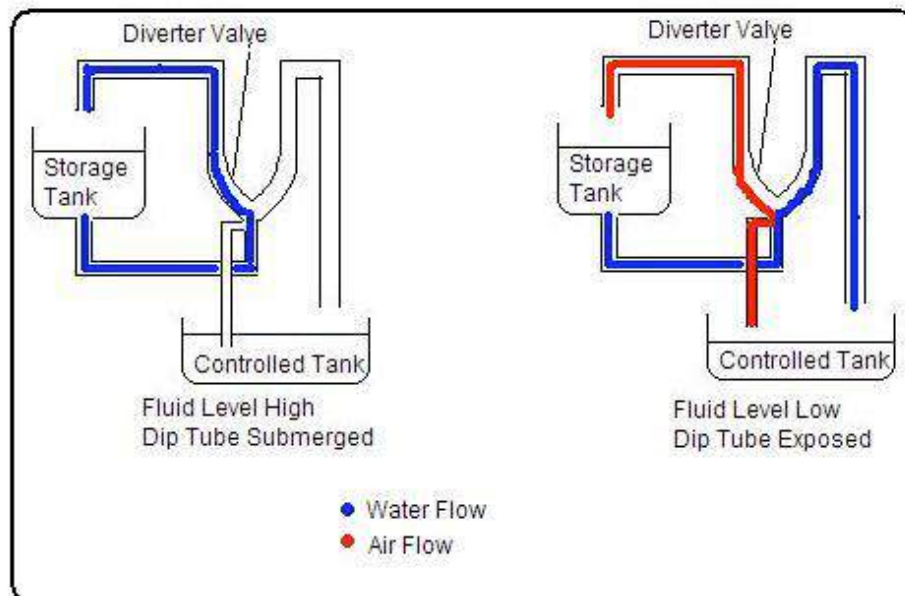 Diverter Valve
Storage
Tank
Controlled Tank
Fluid Level High
Dip Tube Submerged
Diverter Valve
Storage
Tank
Controlled Tank
Fluid Level Low
Dip Tube Exposed
Water Flow
Air Flow